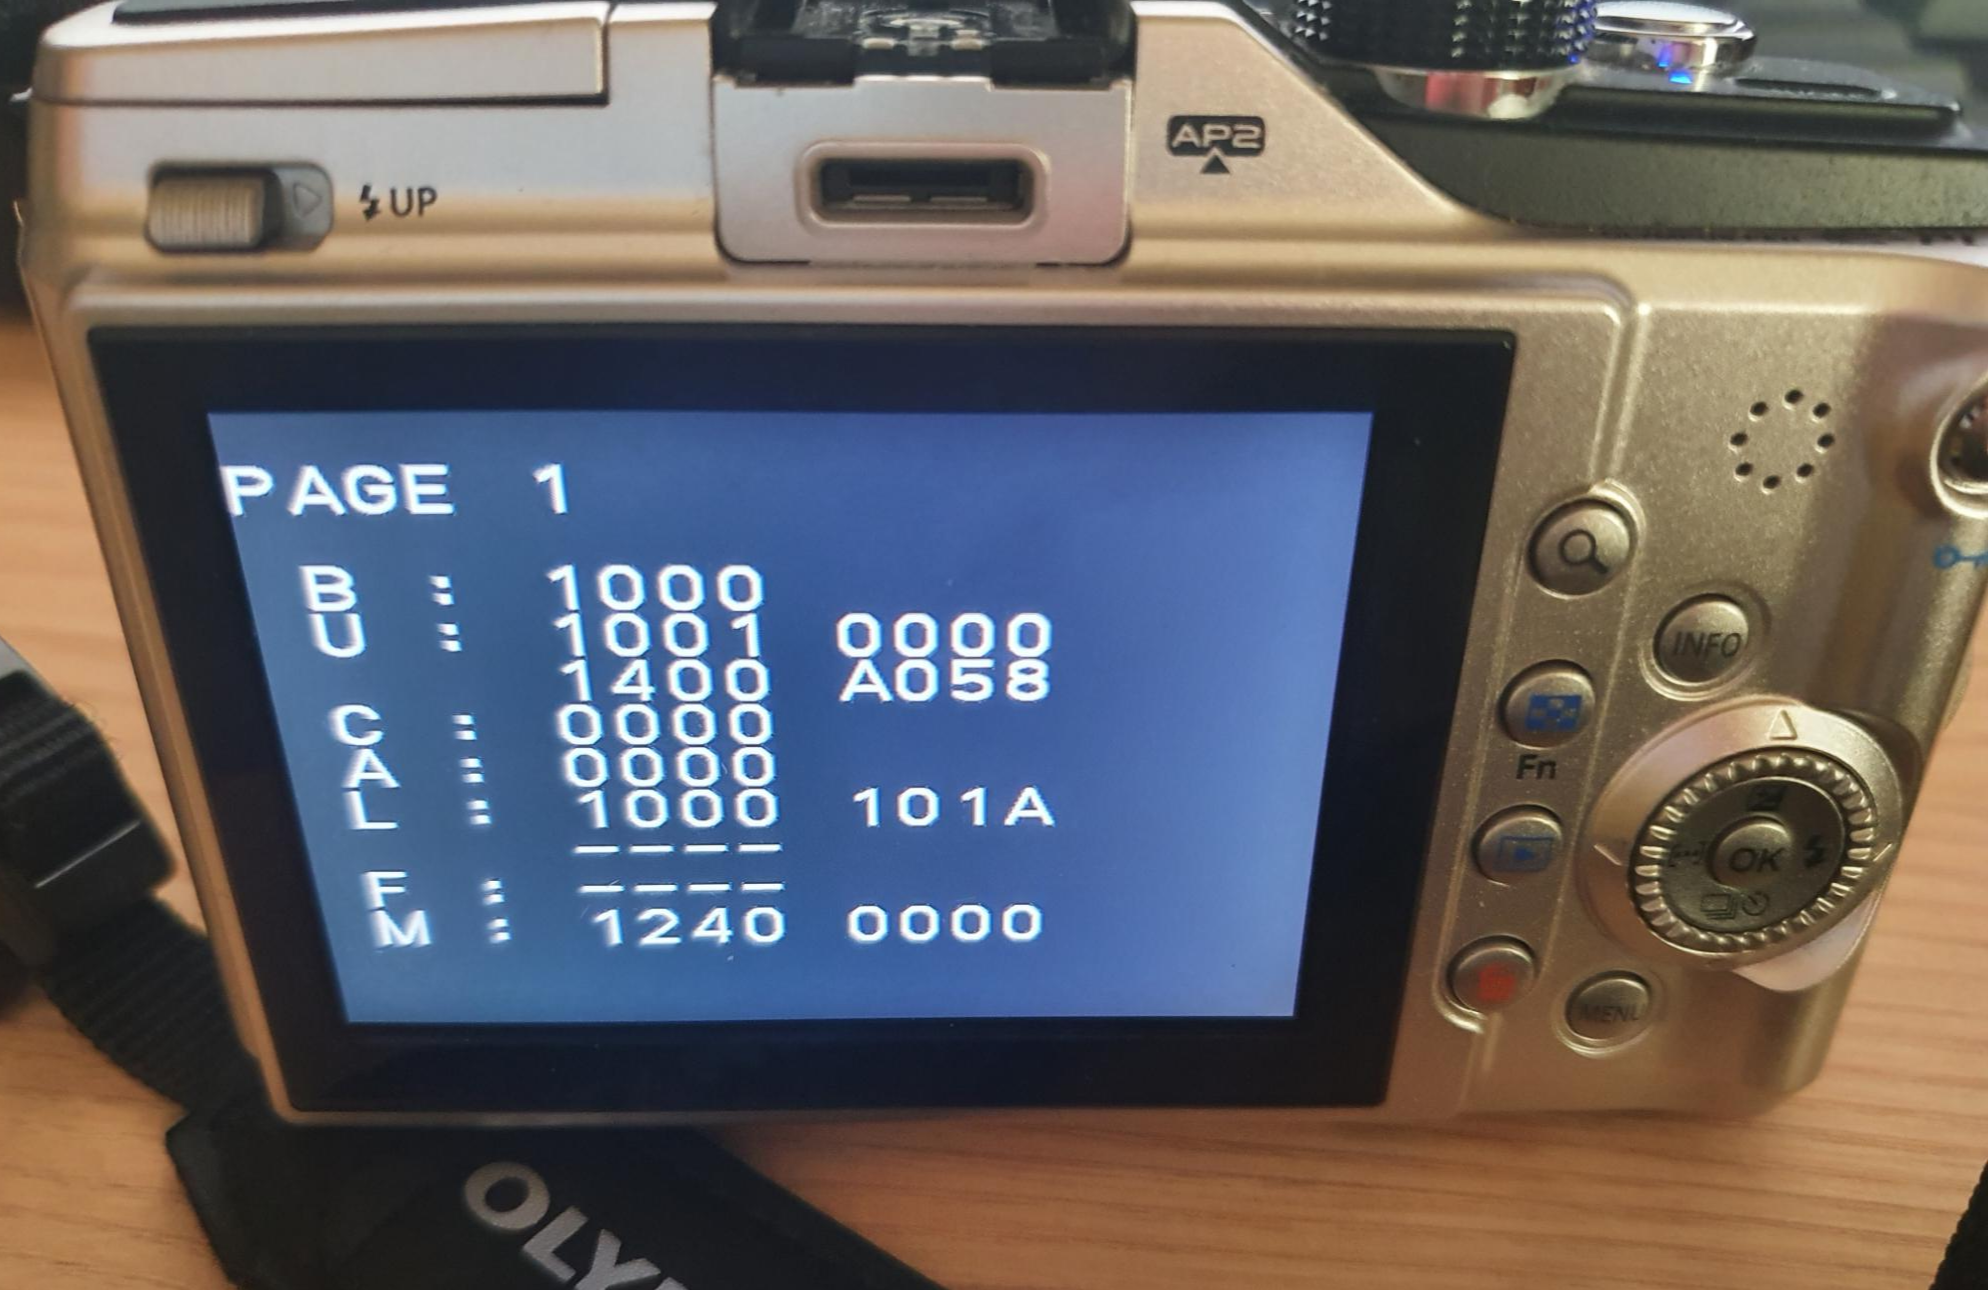 AP2
UP
PAGE 1
B : 1000
U : 1001 0000
1400 A058
C : 0000
A : 0000
L : 1000 101A
----
F : ----
M : 1240 0000
INFO
Fn
OK
MENU